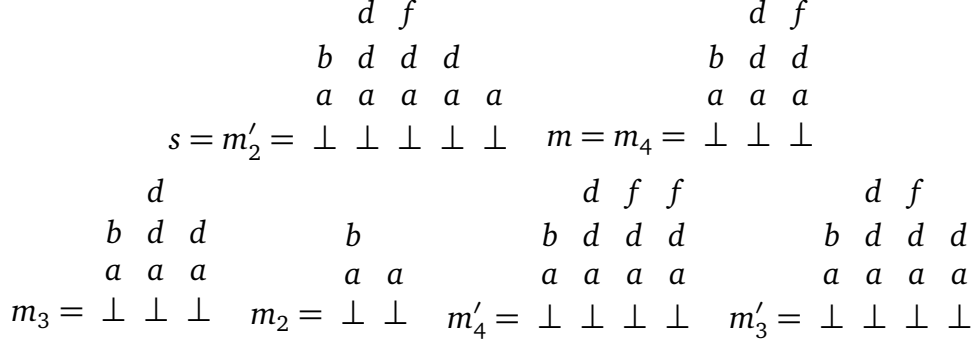 d f d f
b d d d b d d
a a a a a a a a
s = m′₂ = ⊥ ⊥ ⊥ ⊥ ⊥ m = m₄ = ⊥ ⊥ ⊥
d d f f d f
b d d b b d d d b d d d
a a a a a a a a a a a a a
m₃ = ⊥ ⊥ ⊥ m₂ = ⊥ ⊥ m′₄ = ⊥ ⊥ ⊥ ⊥ m′₃ = ⊥ ⊥ ⊥ ⊥